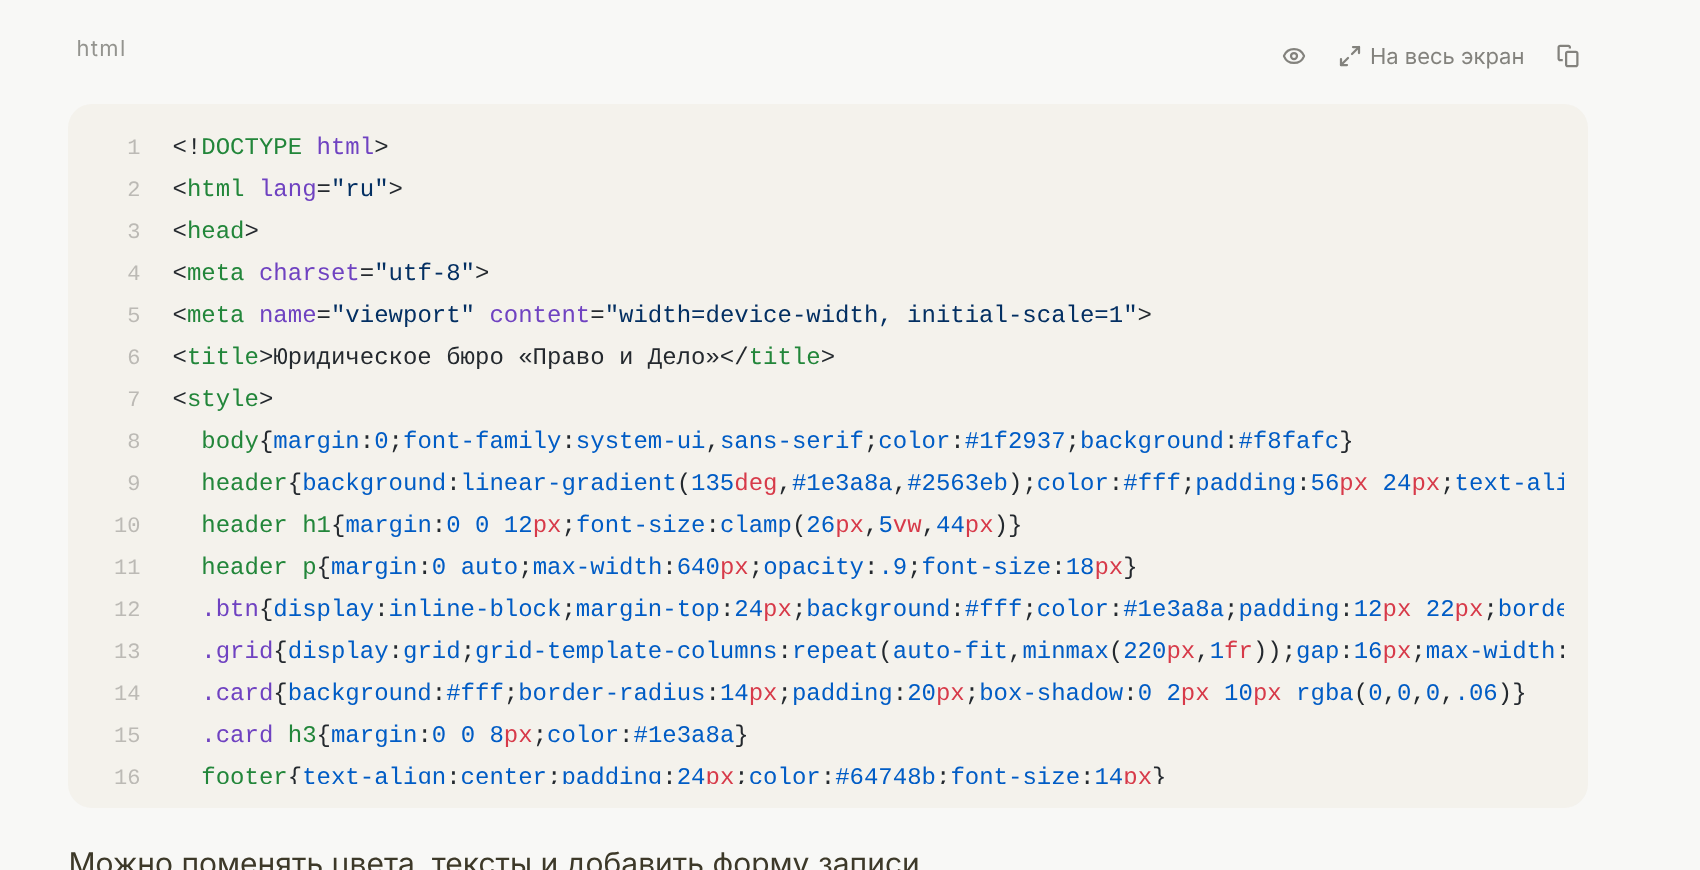 html
На весь экран
1 <!DOCTYPE html>
2 <html lang="ru">
3 <head>
4 <meta charset="utf-8">
5 <meta name="viewport" content="width=device-width, initial-scale=1">
6 <title>Юридическое бюро «Право и Дело»</title>
7 <style>
8 body{margin:0;font-family:system-ui,sans-serif;color:#1f2937;background:#f8fafc}
9 header{background:linear-gradient(135deg,#1e3a8a,#2563eb);color:#fff;padding:56px 24px;text-ali
10 header h1{margin:0 0 12px;font-size:clamp(26px,5vw,44px)}
11 header p{margin:0 auto;max-width:640px;opacity:.9;font-size:18px}
12 .btn{display:inline-block;margin-top:24px;background:#fff;color:#1e3a8a;padding:12px 22px;borde
13 .grid{display:grid;grid-template-columns:repeat(auto-fit,minmax(220px,1fr));gap:16px;max-width:
14 .card{background:#fff;border-radius:14px;padding:20px;box-shadow:0 2px 10px rgba(0,0,0,.06)}
15 .card h3{margin:0 0 8px;color:#1e3a8a}
16 footer{text-align:center;padding:24px;color:#64748b;font-size:14px}
Можно поменять цвета, тексты и добавить форму записи